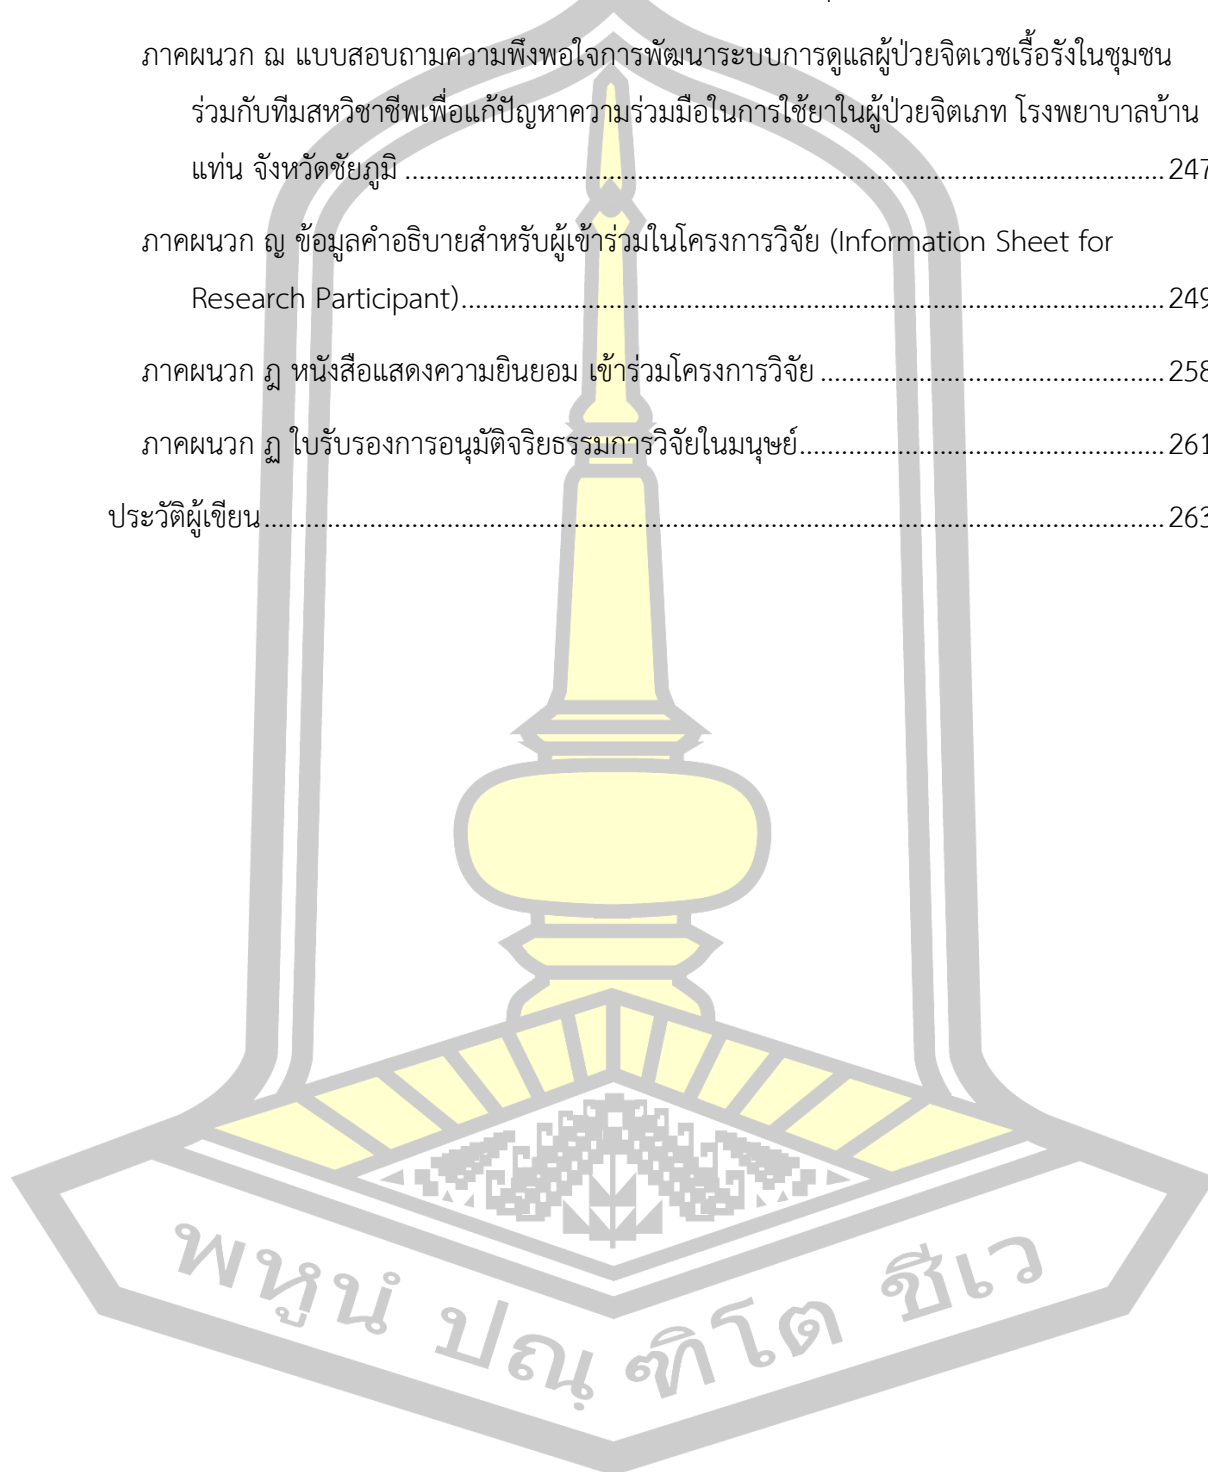 ภาคผนวก ฌ แบบสอบถามความพึงพอใจการพัฒนาระบบการดูแลผู้ป่วยจิตเวชเรื้อรังในชุมชน
ร่วมกับทีมสหวิชาชีพเพื่อแก้ปัญหาความร่วมมือในการใช้ยาในผู้ป่วยจิตเภท โรงพยาบาลบ้าน
แท่น จังหวัดชัยภูมิ ........................................ 247
ภาคผนวก ญ ข้อมูลคำอธิบายสำหรับผู้เข้าร่วมในโครงการวิจัย (Information Sheet for
Research Participant)........................................ 249
ภาคผนวก ฎ หนังสือแสดงความยินยอม เข้าร่วมโครงการวิจัย ........................................ 258
ภาคผนวก ฏ ใบรับรองการอนุมัติจริยธรรมการวิจัยในมนุษย์........................................ 261
ประวัติผู้เขียน........................................ 263
พหูนํ ปณฺฑิโต ชีเว